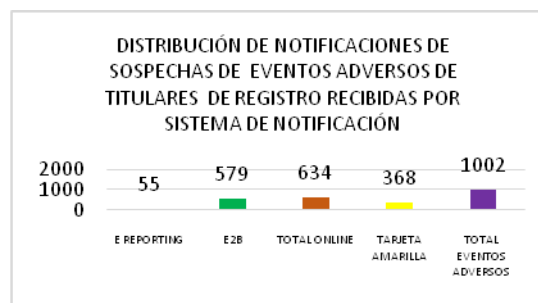 DISTRIBUCIÓN DE NOTIFICACIONES DE
SOSPECHAS DE EVENTOS ADVERSOS DE
TITULARES DE REGISTRO RECIBIDAS POR
SISTEMA DE NOTIFICACIÓN
2000
1000
0
55
579
634
368
1002
E REPORTING
E2B
TOTAL ONLINE
TARJETA
AMARILLA
TOTAL
EVENTOS
ADVERSOS